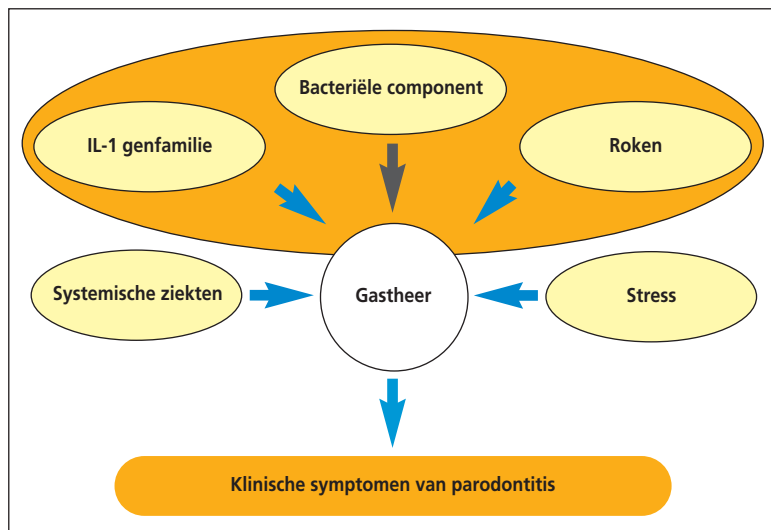 Bacteriële component
IL-1 genfamilie
Roken
Systemische ziekten
Gastheer
Stress
Klinische symptomen van parodontitis